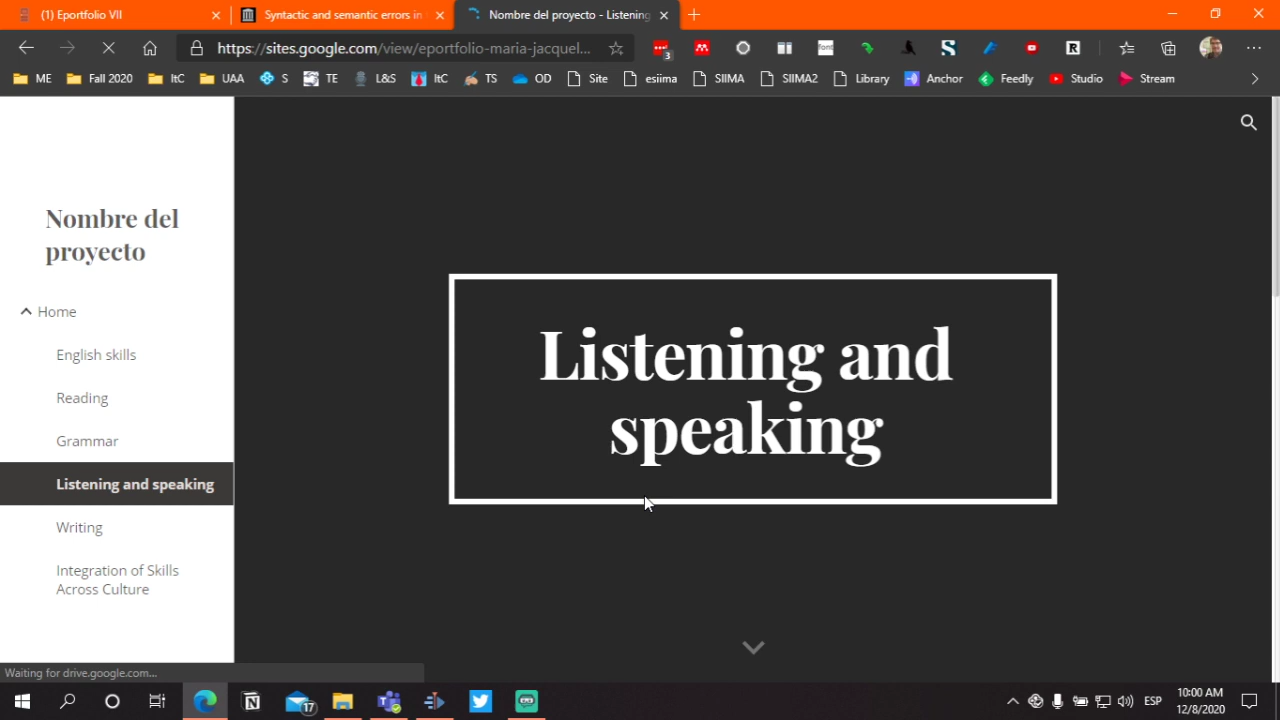 (1) Eportfolio VII
Syntactic and semantic errors in
Nombre del proyecto - Listening
https://sites.google.com/view/eportfolio-maria-jacquel...
3
font
R
ME
Fall 2020
ItC
UAA
S
TE
L&S
ItC
TS
OD
Site
esiima
SIIMA
SIIMA2
Library
Anchor
Feedly
Studio
Stream
Nombre del
proyecto
Home
English skills
Reading
Grammar
Listening and speaking
Writing
Integration of Skills
Across Culture
Listening and
speaking
Waiting for drive.google.com...
17
ESP
10:00 AM
12/8/2020